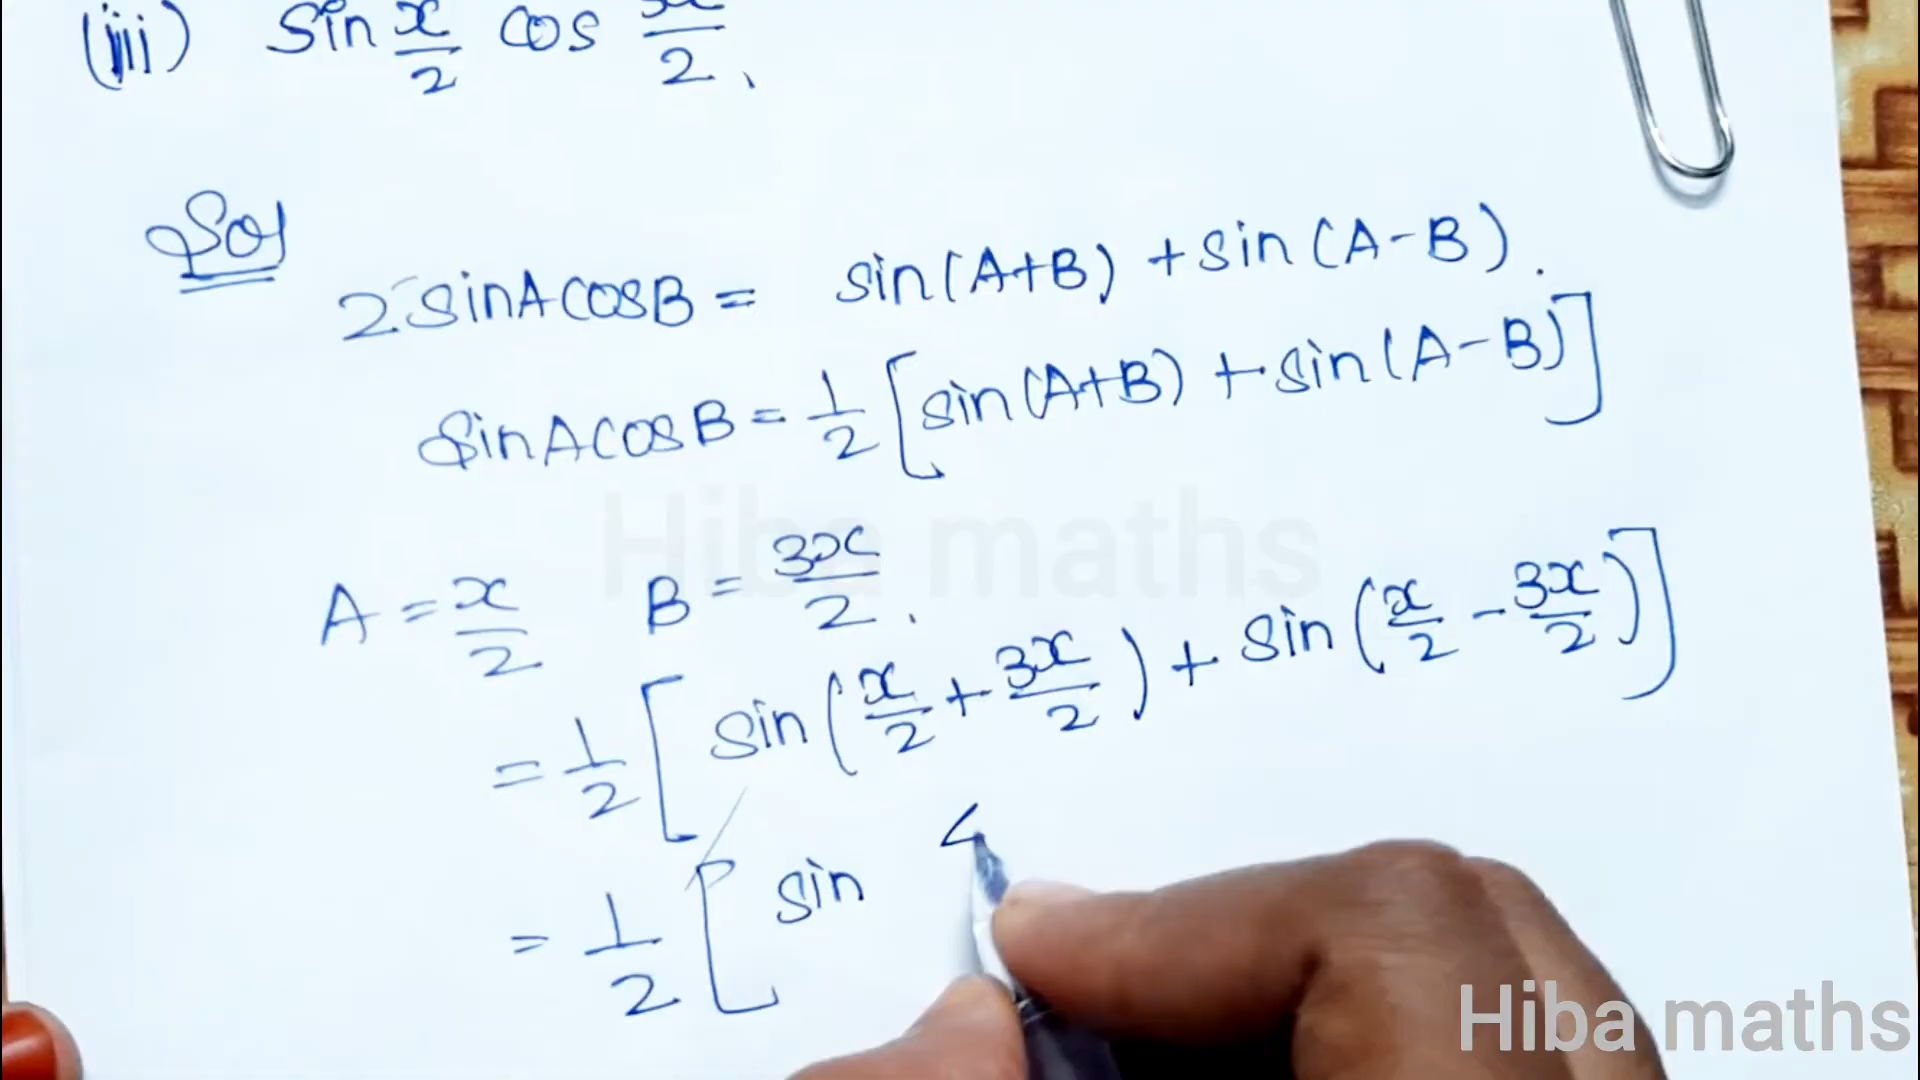 (iii) Sin x/2 cos 3x/2.
Sol
2 sinA cosB = sin(A+B) + sin(A-B).
sinA cosB = 1/2 [sin(A+B) + sin(A-B)]
A = x/2 B = 3x/2.
= 1/2 [sin(x/2 + 3x/2) + sin(x/2 - 3x/2)]
= 1/2 [sin 4
Hiba maths
Hiba maths